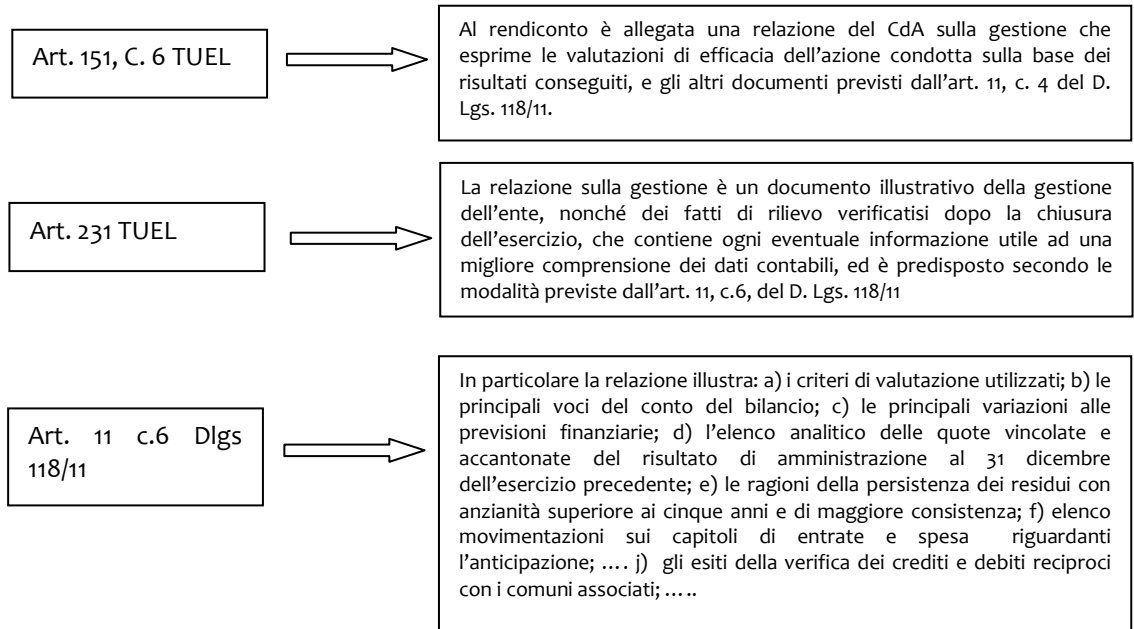 Art. 151, C. 6 TUEL
Al rendiconto è allegata una relazione del CdA sulla gestione che
esprime le valutazioni di efficacia dell'azione condotta sulla base dei
risultati conseguiti, e gli altri documenti previsti dall'art. 11, c. 4 del D.
Lgs. 118/11.
Art. 231 TUEL
La relazione sulla gestione è un documento illustrativo della gestione
dell'ente, nonché dei fatti di rilievo verificatisi dopo la chiusura
dell'esercizio, che contiene ogni eventuale informazione utile ad una
migliore comprensione dei dati contabili, ed è predisposto secondo le
modalità previste dall'art. 11, c.6, del D. Lgs. 118/11
Art. 11 c.6 Dlgs
118/11
In particolare la relazione illustra: a) i criteri di valutazione utilizzati; b) le
principali voci del conto del bilancio; c) le principali variazioni alle
previsioni finanziarie; d) l'elenco analitico delle quote vincolate e
accantonate del risultato di amministrazione al 31 dicembre
dell'esercizio precedente; e) le ragioni della persistenza dei residui con
anzianità superiore ai cinque anni e di maggiore consistenza; f) elenco
movimentazioni sui capitoli di entrate e spesa riguardanti
l'anticipazione; .... j) gli esiti della verifica dei crediti e debiti reciproci
con i comuni associati; .....